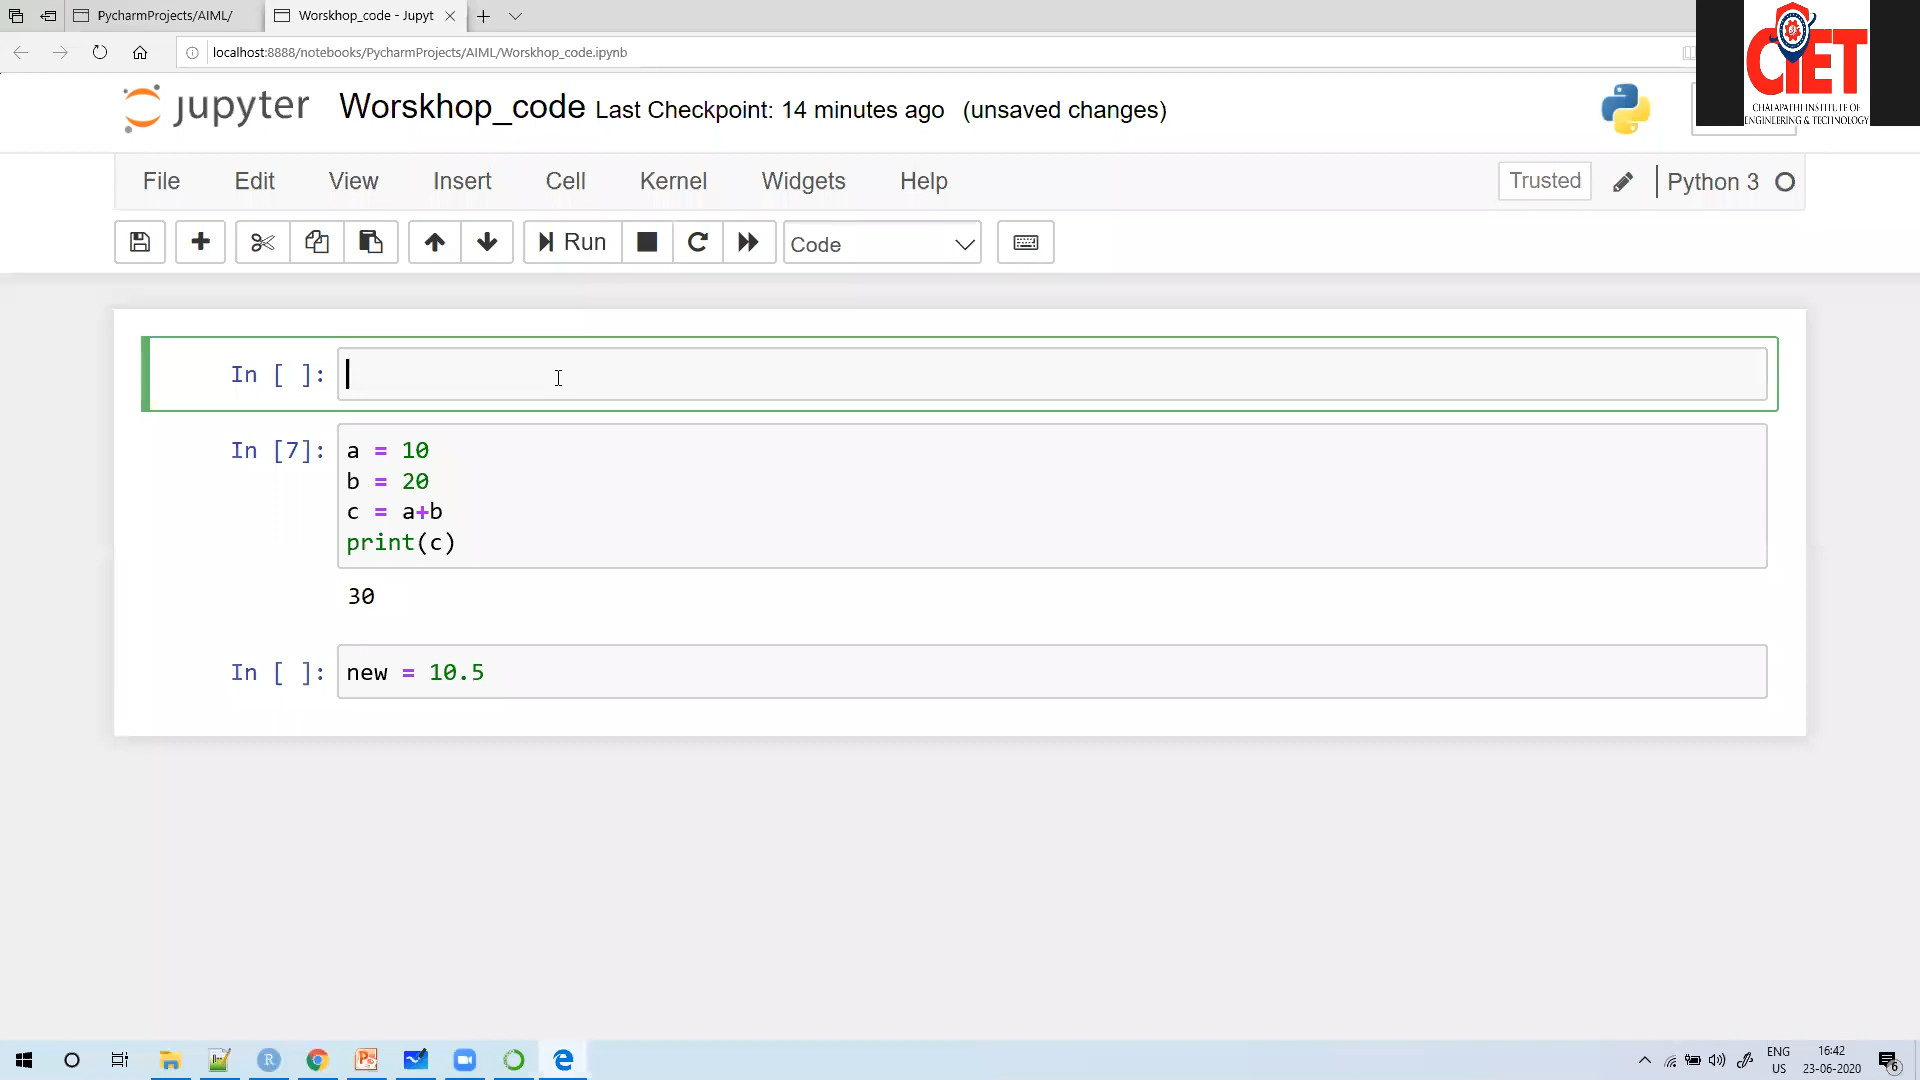 PycharmProjects/AIML/
Worskhop_code - Jupyt
localhost:8888/notebooks/PycharmProjects/AIML/Worskhop_code.ipynb
CIET
CHALAPATHI INSTITUTE OF
ENGINEERING & TECHNOLOGY
jupyter Worskhop_code Last Checkpoint: 14 minutes ago (unsaved changes)
File Edit View Insert Cell Kernel Widgets Help Trusted Python 3
Run Code
In [ ]:
In [7]: a = 10
b = 20
c = a+b
print(c)
30
In [ ]: new = 10.5
ENG 16:42
US 23-06-2020 6